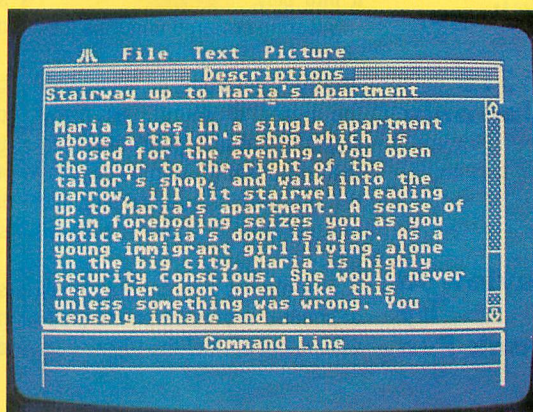 File Text Picture
Descriptions
Stairway up to Maria's Apartment
Maria lives in a single apartment
above a tailor's shop which is
closed for the evening. You open
the door to the right of the
tailor's shop, and walk into the
narrow, ill lit stairwell leading
up to Maria's apartment. A sense of
grim foreboding seizes you as you
notice Maria's door is ajar. As a
young immigrant girl living alone
in the big city, Maria is highly
security conscious. She would never
leave her door open like this
unless something was wrong. You
tensely inhale and . . .
Command Line